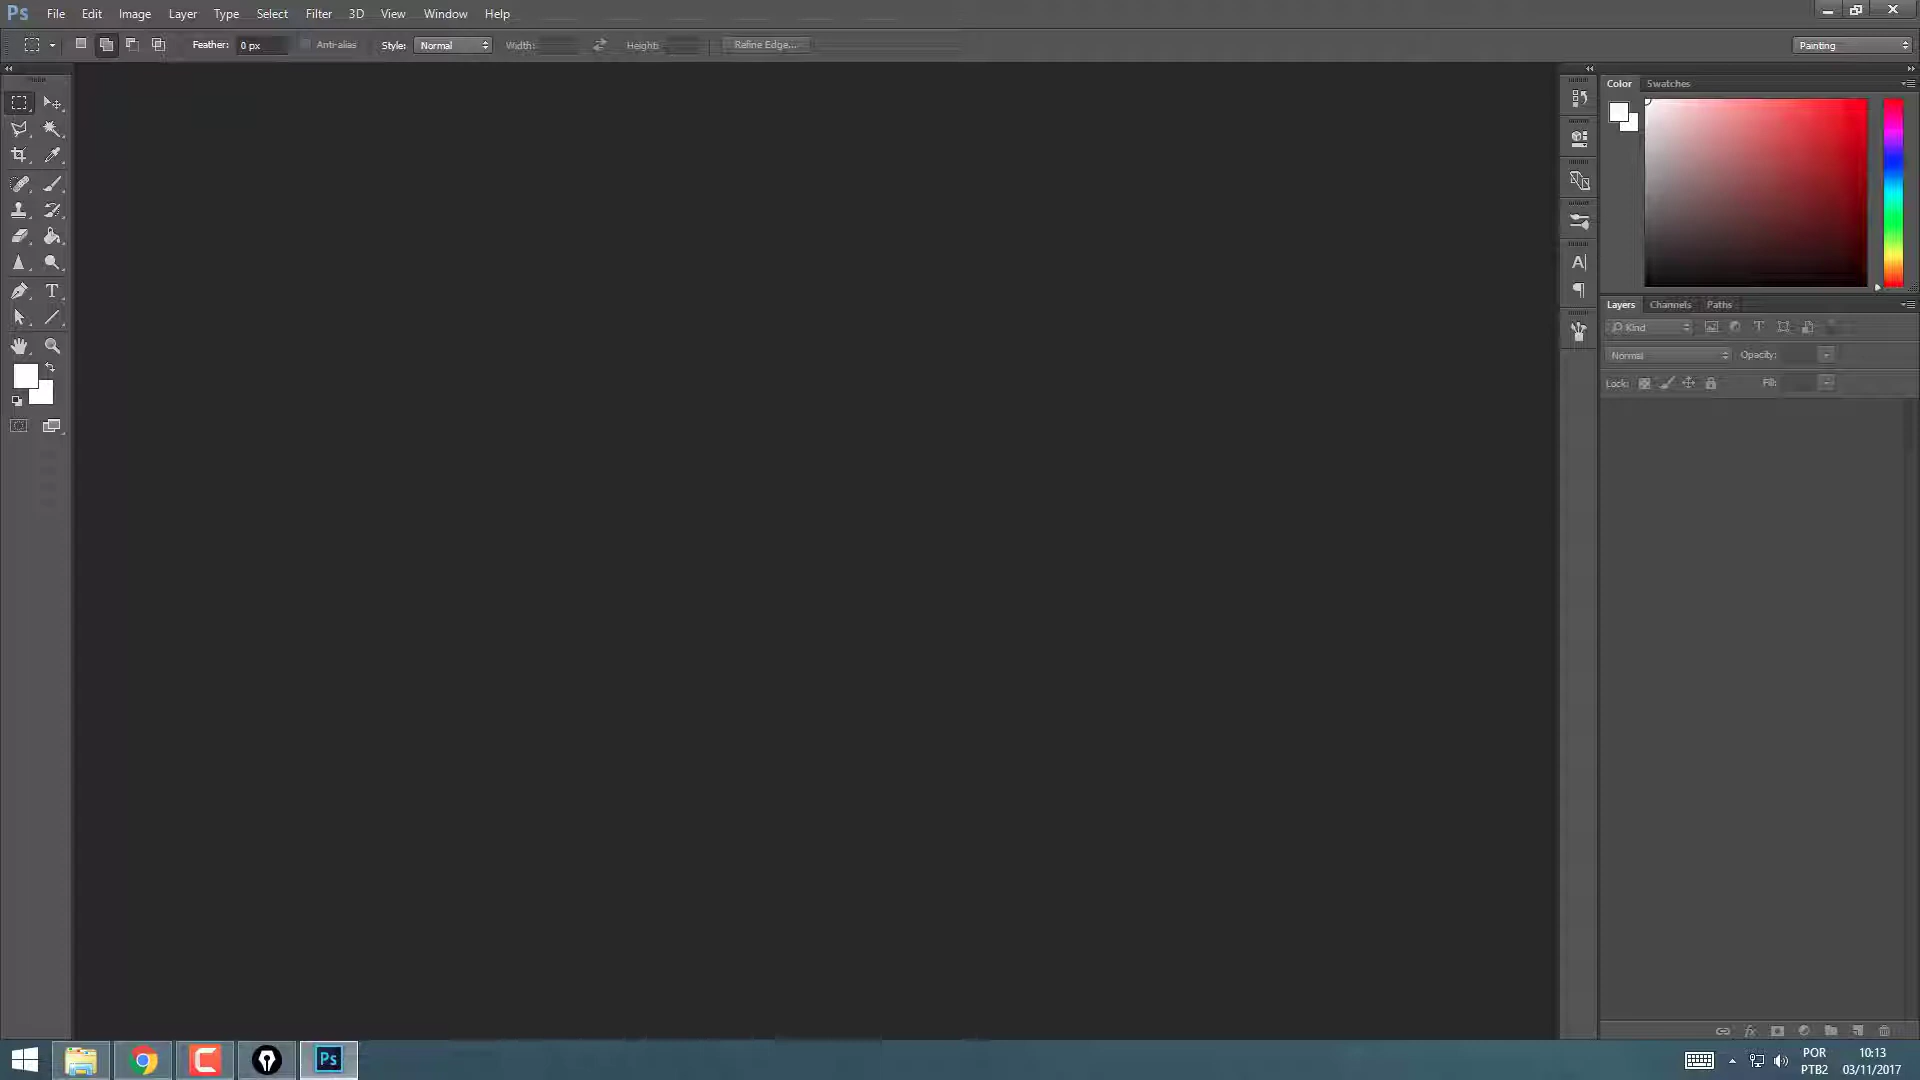 Ps File Edit Image Layer Type Select Filter 3D View Window Help
Feather: 0 px Anti-alias Style: Normal Width: Height: Refine Edge... Painting
Color Swatches
Layers Channels Paths
Kind
Normal Opacity:
Lock: Fill:
Ps
POR 10:13
PTB2 03/11/2017